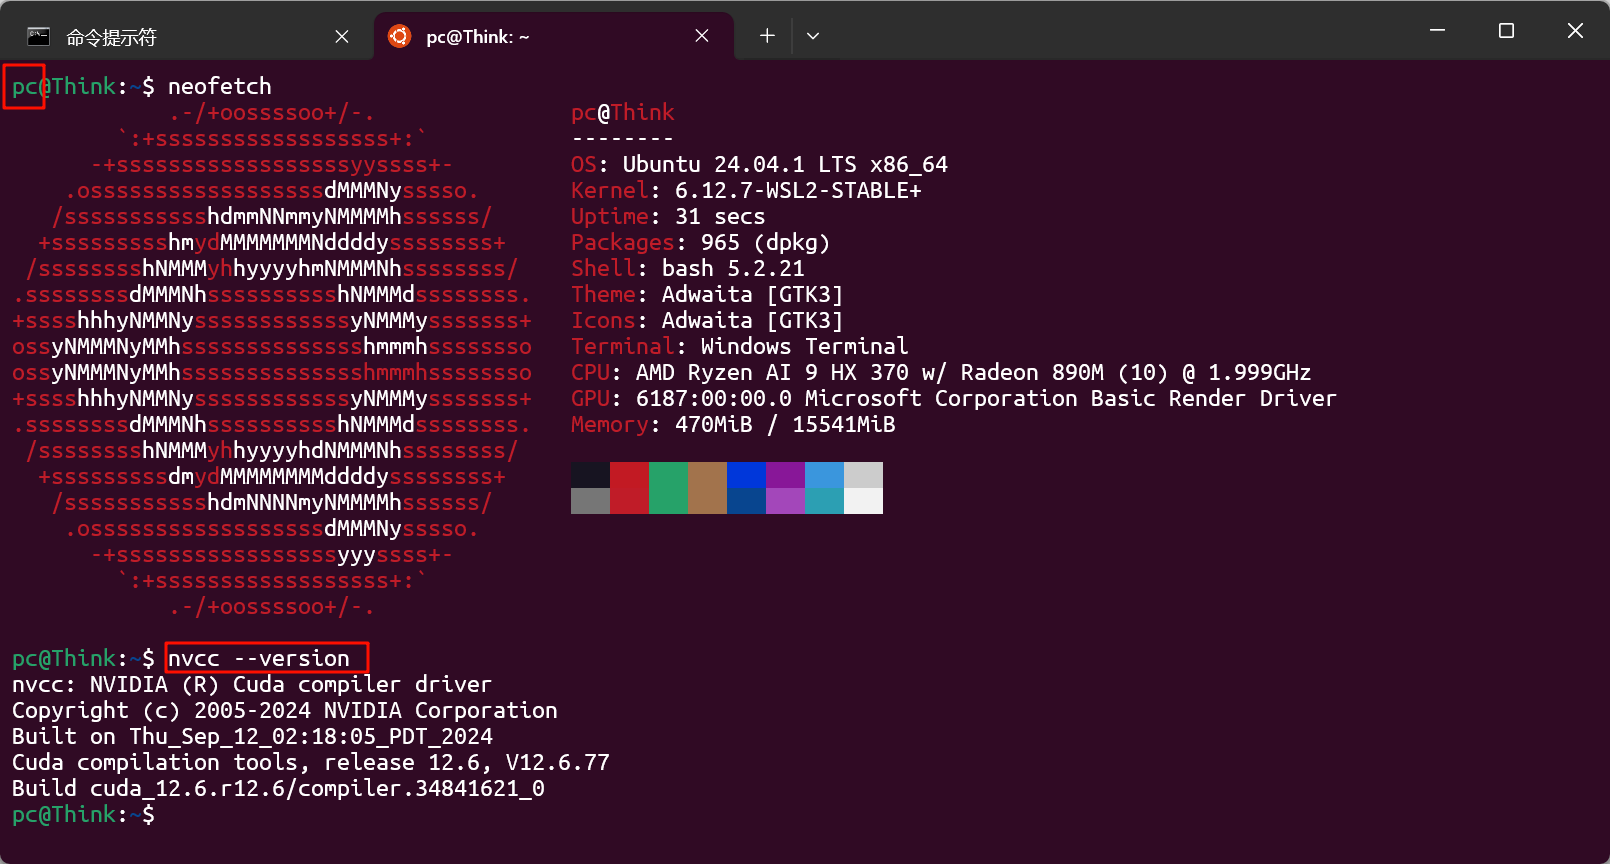 命令提示符
pc@Think: ~
pc@Think:~$ neofetch
.-/+oossssoo+/-.
`:+ssssssssssssssssss+:`
-+ssssssssssssssssssyyssss+-
.ossssssssssssssssssdMMMNysssso.
/ssssssssssshdmmNNmmyNMMMMhssssss/
+ssssssssshmydMMMMMMMNddddyssssssss+
/sssssssshNMMMyhhyyyyhmNMMMNhssssssss/
.ssssssssdMMMNhsssssssssshNMMMdssssssss.
+sssshhhyNMMNyssssssssssssyNMMMysssssss+
ossyNMMMNyMMhsssssssssssssshmmmhssssssso
ossyNMMMNyMMhsssssssssssssshmmmhssssssso
+sssshhhyNMMNyssssssssssssyNMMMysssssss+
.ssssssssdMMMNhsssssssssshNMMMdssssssss.
/sssssssshNMMMyhhyyyyhdNMMMNhssssssss/
+sssssssssdmydMMMMMMMMddddyssssssss+
/ssssssssssshdmNNNNmyNMMMMhssssss/
.ossssssssssssssssssdMMMNysssso.
-+sssssssssssssssssyyyssss+-
`:+ssssssssssssssssss+:`
.-/+oossssoo+/-.
pc@Think
--------
OS: Ubuntu 24.04.1 LTS x86_64
Kernel: 6.12.7-WSL2-STABLE+
Uptime: 31 secs
Packages: 965 (dpkg)
Shell: bash 5.2.21
Theme: Adwaita [GTK3]
Icons: Adwaita [GTK3]
Terminal: Windows Terminal
CPU: AMD Ryzen AI 9 HX 370 w/ Radeon 890M (10) @ 1.999GHz
GPU: 6187:00:00.0 Microsoft Corporation Basic Render Driver
Memory: 470MiB / 15541MiB
pc@Think:~$ nvcc --version
nvcc: NVIDIA (R) Cuda compiler driver
Copyright (c) 2005-2024 NVIDIA Corporation
Built on Thu_Sep_12_02:18:05_PDT_2024
Cuda compilation tools, release 12.6, V12.6.77
Build cuda_12.6.r12.6/compiler.34841621_0
pc@Think:~$